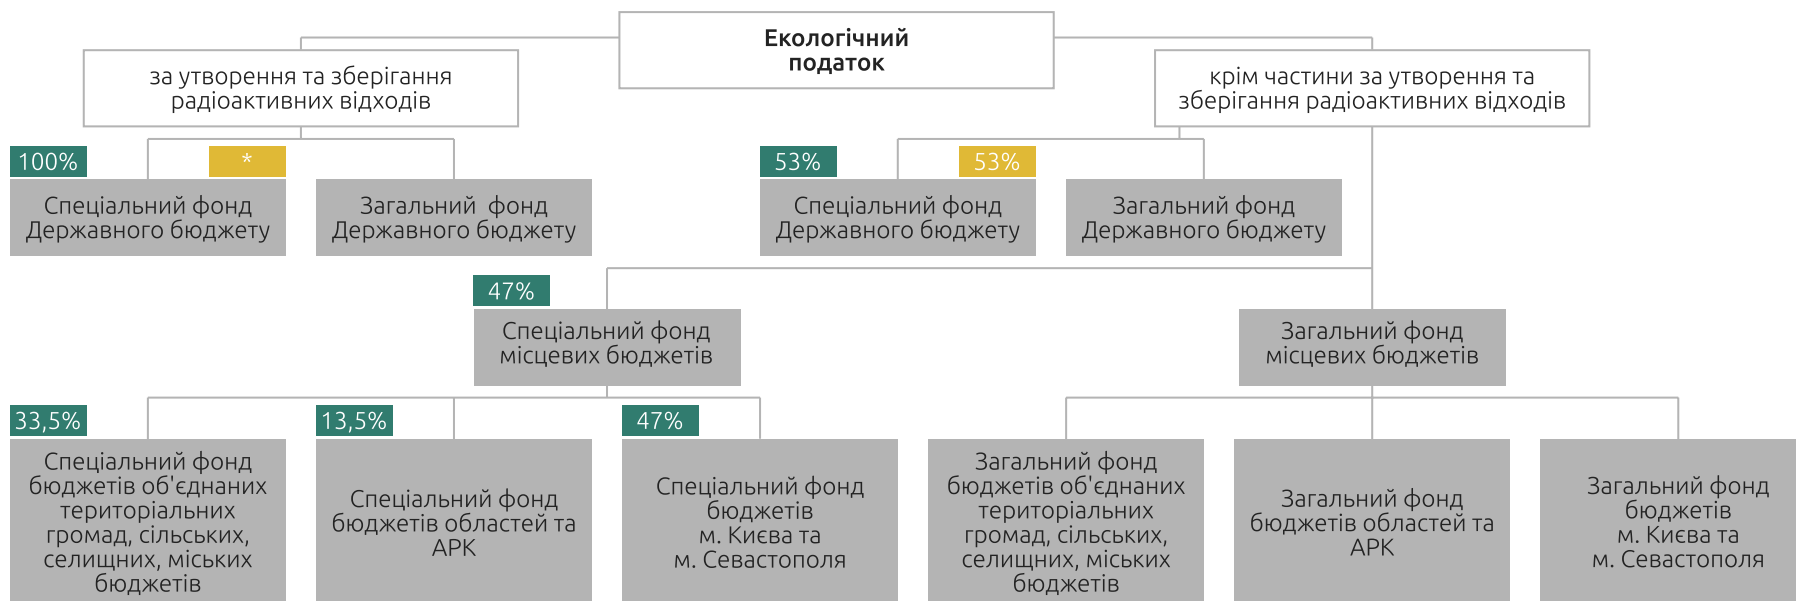 Екологічний
податок
за утворення та зберігання
радіоактивних відходів
крім частини за утворення та
зберігання радіоактивних відходів
100%
*
53%
53%
Спеціальний фонд
Державного бюджету
Загальний фонд
Державного бюджету
Спеціальний фонд
Державного бюджету
Загальний фонд
Державного бюджету
47%
Спеціальний фонд
місцевих бюджетів
Загальний фонд
місцевих бюджетів
33,5%
13,5%
47%
Спеціальний фонд
бюджетів об'єднаних
територіальних
громад, сільських,
селищних, міських
бюджетів
Спеціальний фонд
бюджетів областей та
АРК
Спеціальний фонд
бюджетів
м. Києва та
м. Севастополя
Загальний фонд
бюджетів об'єднаних
територіальних
громад, сільських,
селищних, міських
бюджетів
Загальний фонд
бюджетів областей та
АРК
Загальний фонд
бюджетів
м. Києва та
м. Севастополя